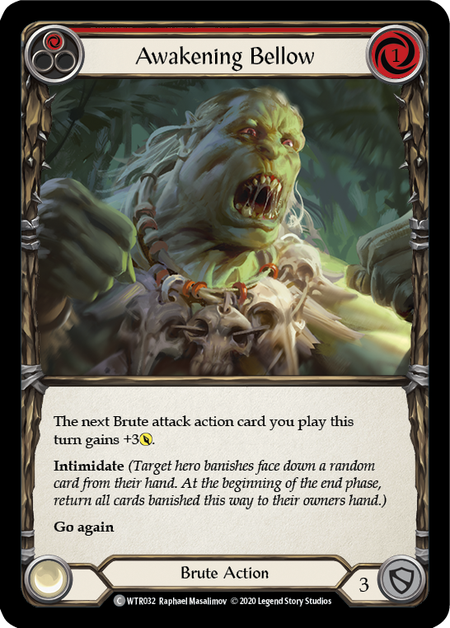 Awakening Bellow
1
The next Brute attack action card you play this
turn gains +3.
Intimidate (Target hero banishes face down a random
card from their hand. At the beginning of the end phase,
return all cards banished this way to their owners hand.)
Go again
Brute Action
3
C WTR032 Raphael Masalimov © 2020 Legend Story Studios